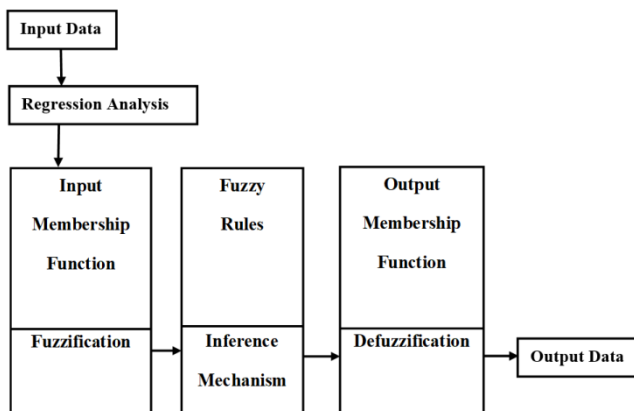 Input Data
Regression Analysis
Input
Membership
Function
Fuzzification
Fuzzy
Rules
Inference
Mechanism
Output
Membership
Function
Defuzzification
Output Data